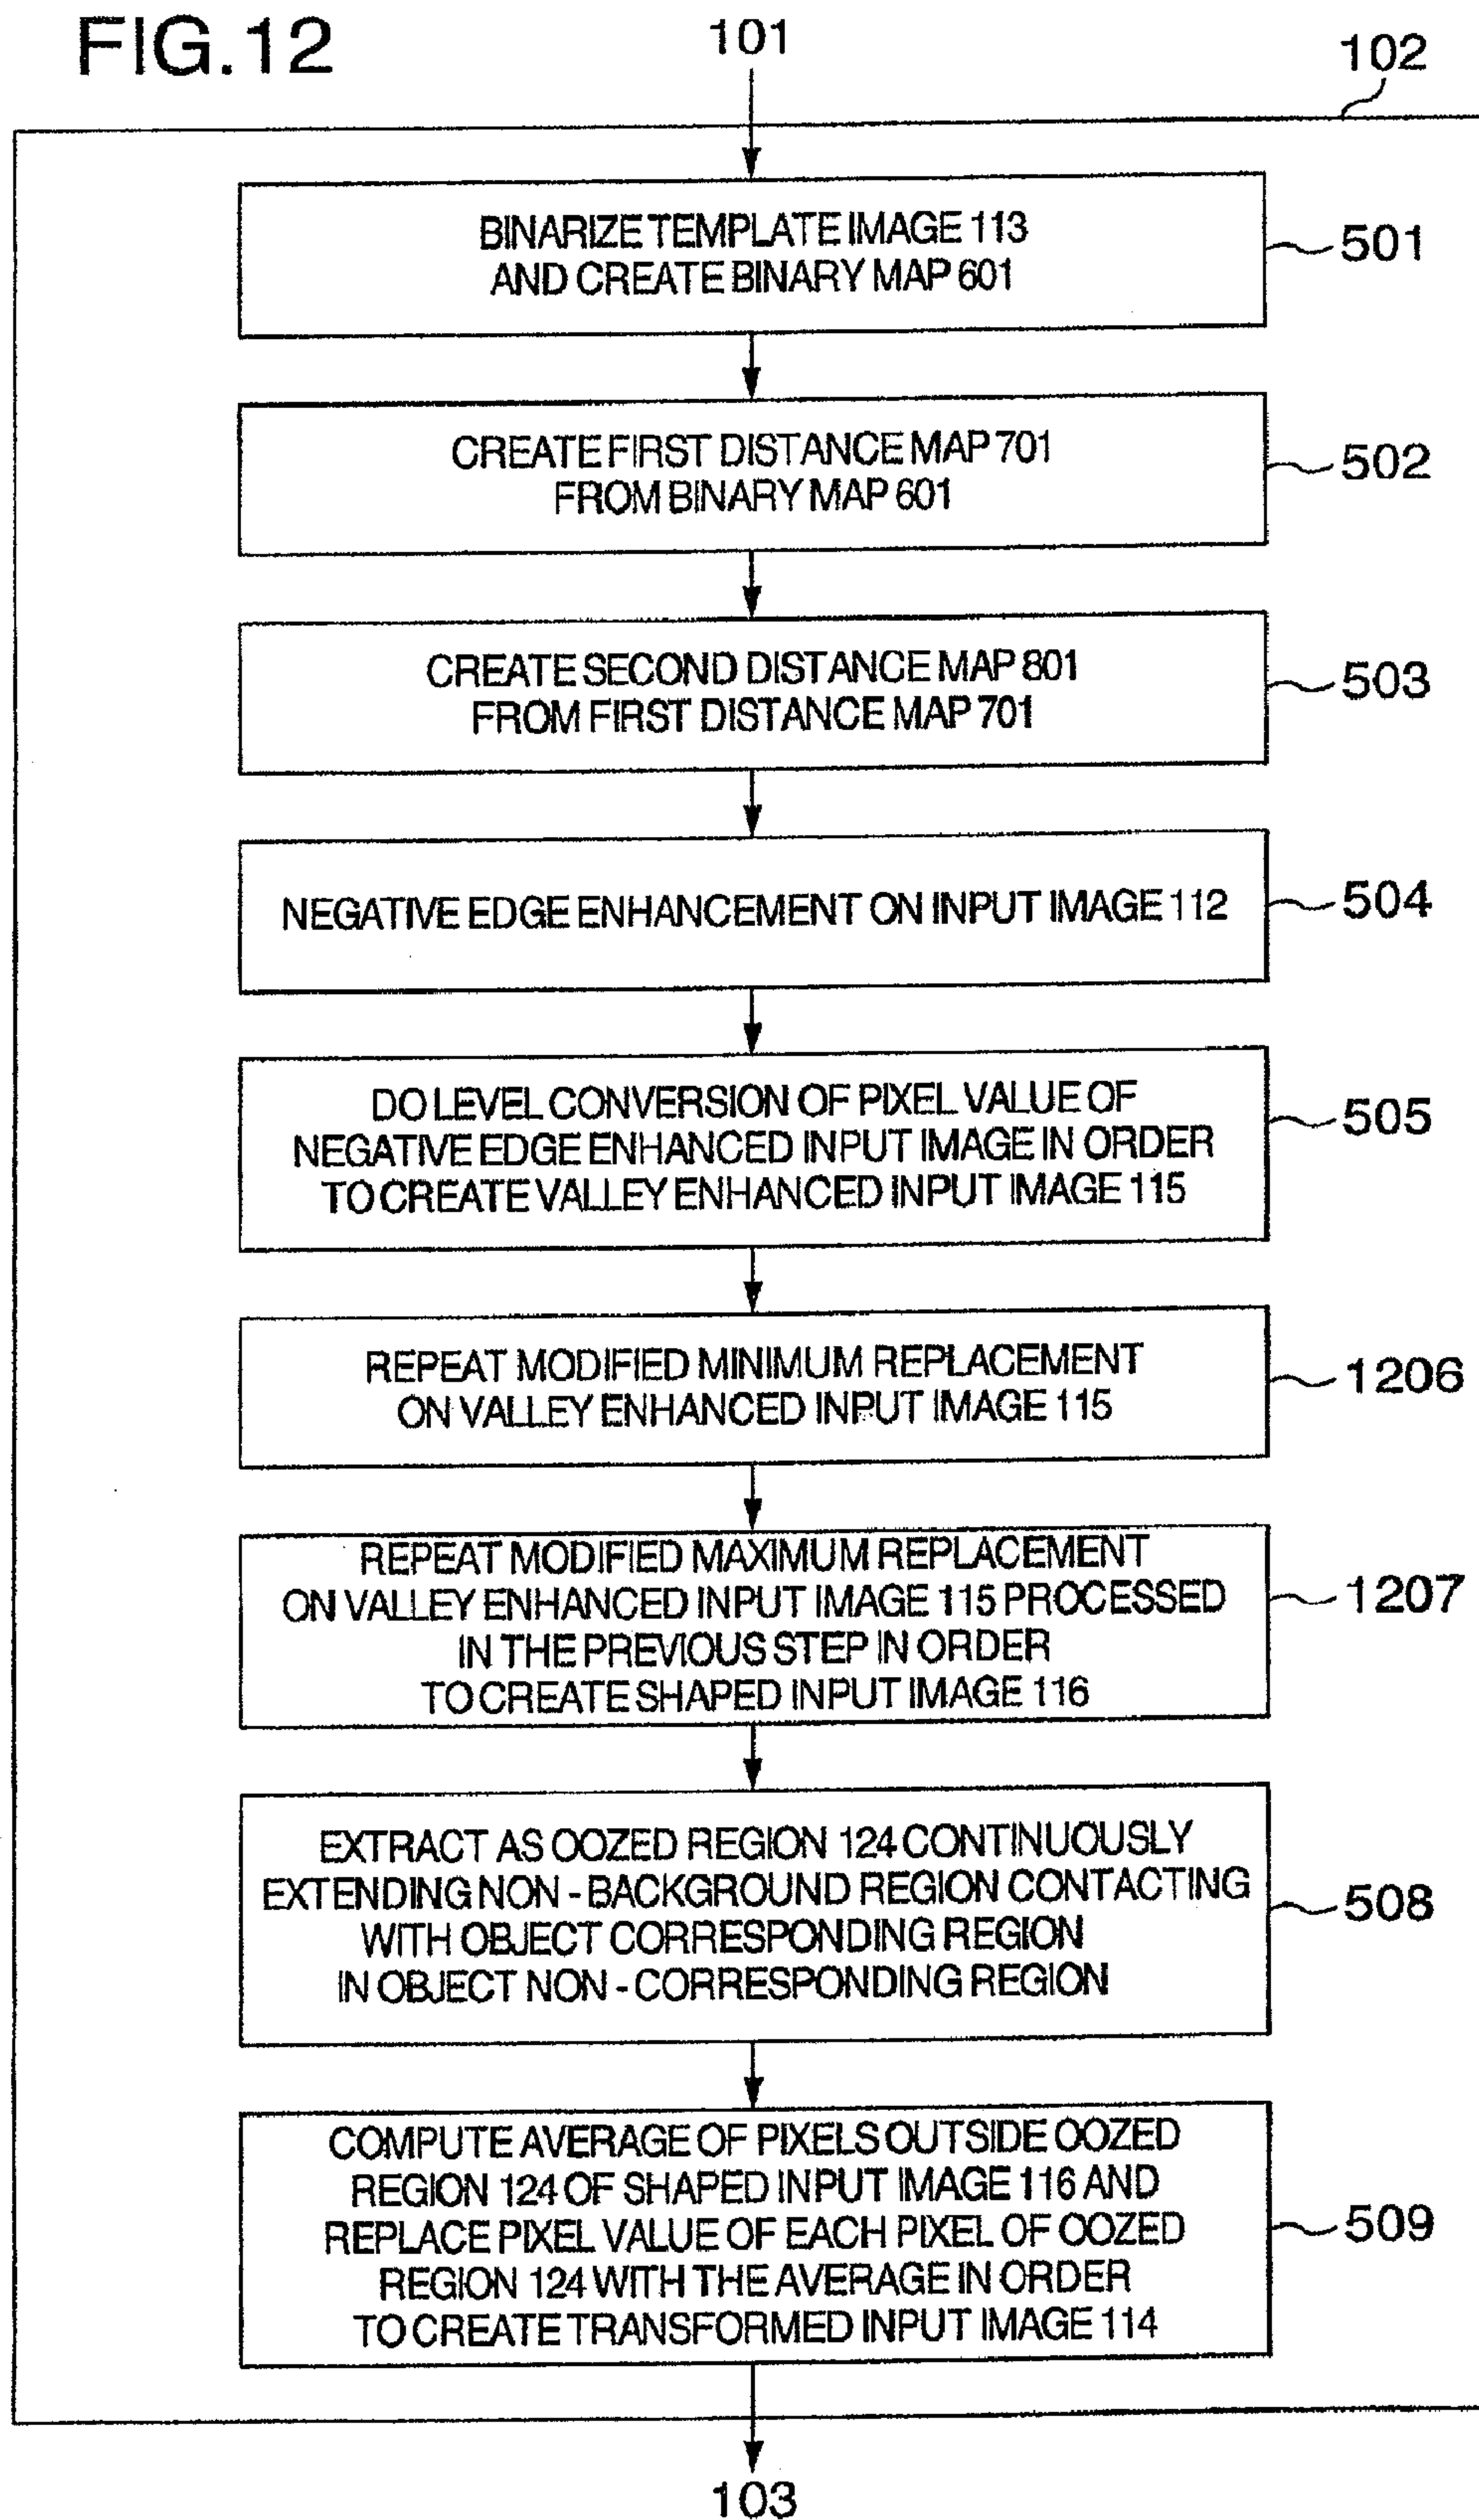 FIG.12
101
102
BINARIZE TEMPLATE IMAGE 113
AND CREATE BINARY MAP 601
501
CREATE FIRST DISTANCE MAP 701
FROM BINARY MAP 601
502
CREATE SECOND DISTANCE MAP 801
FROM FIRST DISTANCE MAP 701
503
NEGATIVE EDGE ENHANCEMENT ON INPUT IMAGE 112
504
DO LEVEL CONVERSION OF PIXEL VALUE OF
NEGATIVE EDGE ENHANCED INPUT IMAGE IN ORDER
TO CREATE VALLEY ENHANCED INPUT IMAGE 115
505
REPEAT MODIFIED MINIMUM REPLACEMENT
ON VALLEY ENHANCED INPUT IMAGE 115
1206
REPEAT MODIFIED MAXIMUM REPLACEMENT
ON VALLEY ENHANCED INPUT IMAGE 115 PROCESSED
IN THE PREVIOUS STEP IN ORDER
TO CREATE SHAPED INPUT IMAGE 116
1207
EXTRACT AS OOZED REGION 124 CONTINUOUSLY
EXTENDING NON-BACKGROUND REGION CONTACTING
WITH OBJECT CORRESPONDING REGION
IN OBJECT NON-CORRESPONDING REGION
508
COMPUTE AVERAGE OF PIXELS OUTSIDE OOZED
REGION 124 OF SHAPED INPUT IMAGE 116 AND
REPLACE PIXEL VALUE OF EACH PIXEL OF OOZED
REGION 124 WITH THE AVERAGE IN ORDER
TO CREATE TRANSFORMED INPUT IMAGE 114
509
103